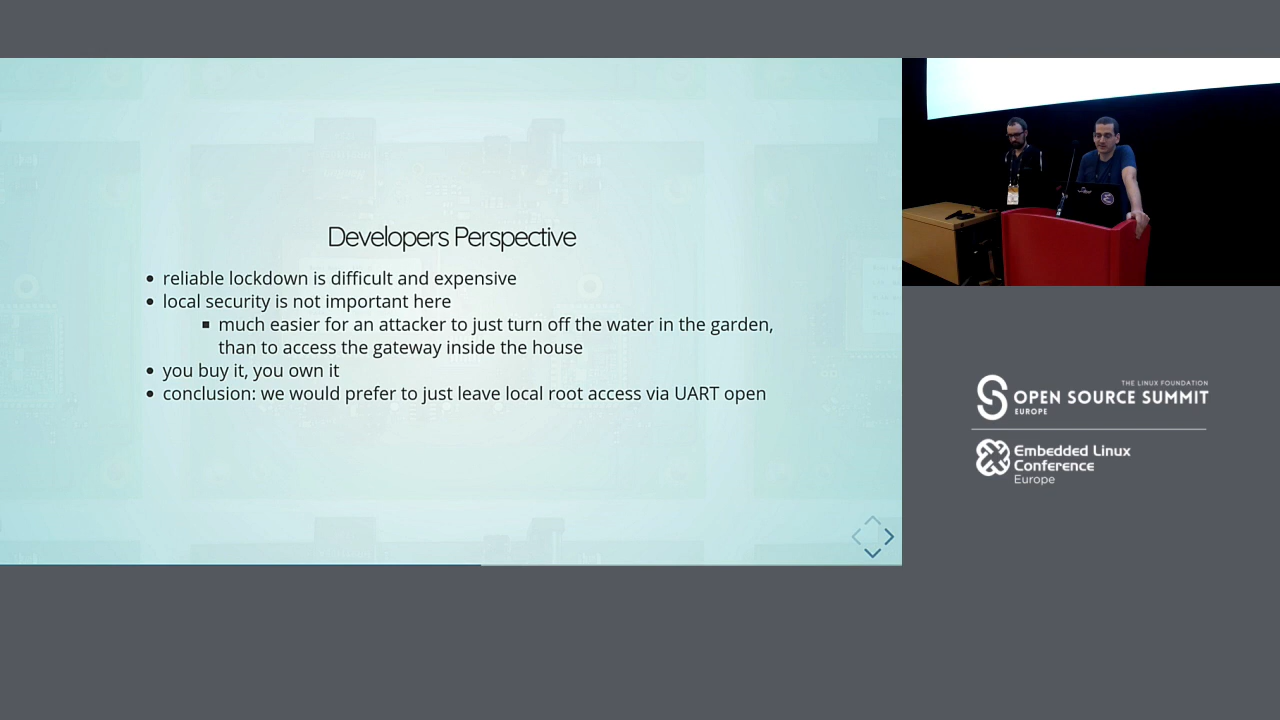 Developers Perspective
• reliable lockdown is difficult and expensive
• local security is not important here
▪ much easier for an attacker to just turn off the water in the garden,
than to access the gateway inside the house
• you buy it, you own it
• conclusion: we would prefer to just leave local root access via UART open
THE LINUX FOUNDATION
OPEN SOURCE SUMMIT
EUROPE
Embedded Linux
Conference
Europe